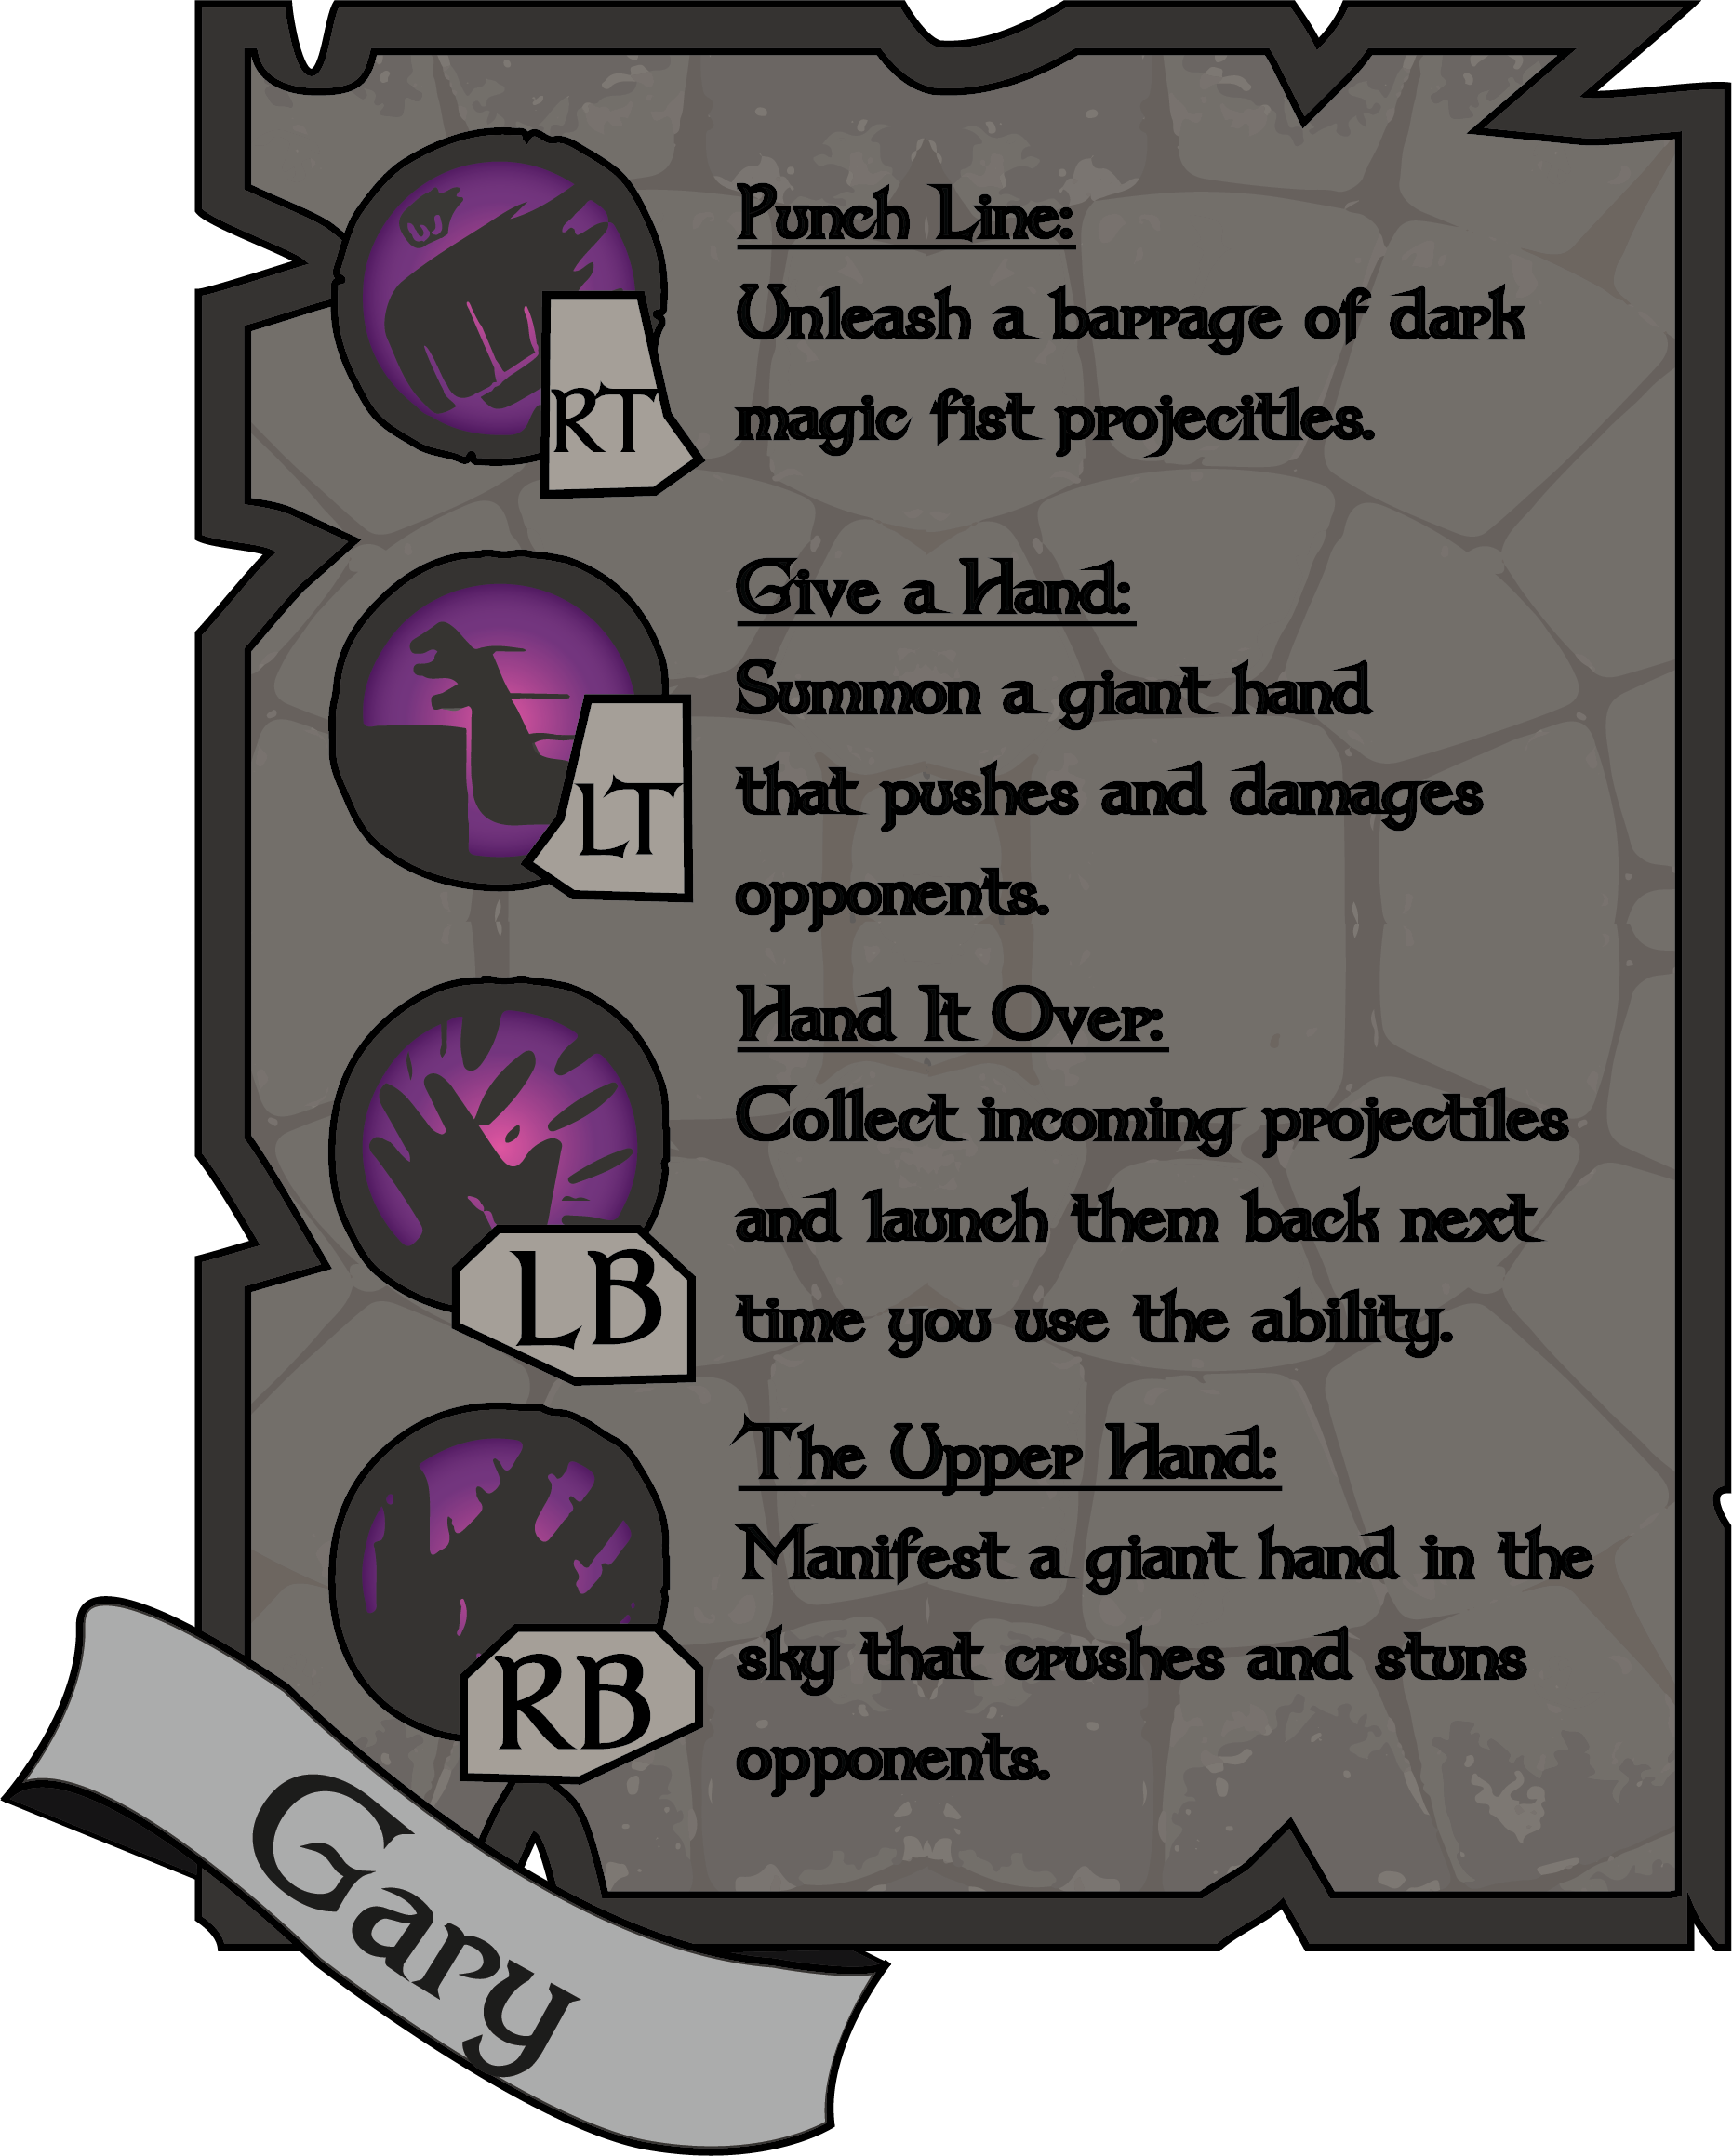 Punch Line:
Unleash a barrage of dark
magic fist projecitles.
RT
Give a Hand:
Summon a giant hand
that pushes and damages
opponents.
LT
Hand It Over:
Collect incoming projectiles
and launch them back next
time you use the ability.
LB
The Upper Hand:
Manifest a giant hand in the
sky that crushes and stuns
opponents.
RB
Gary